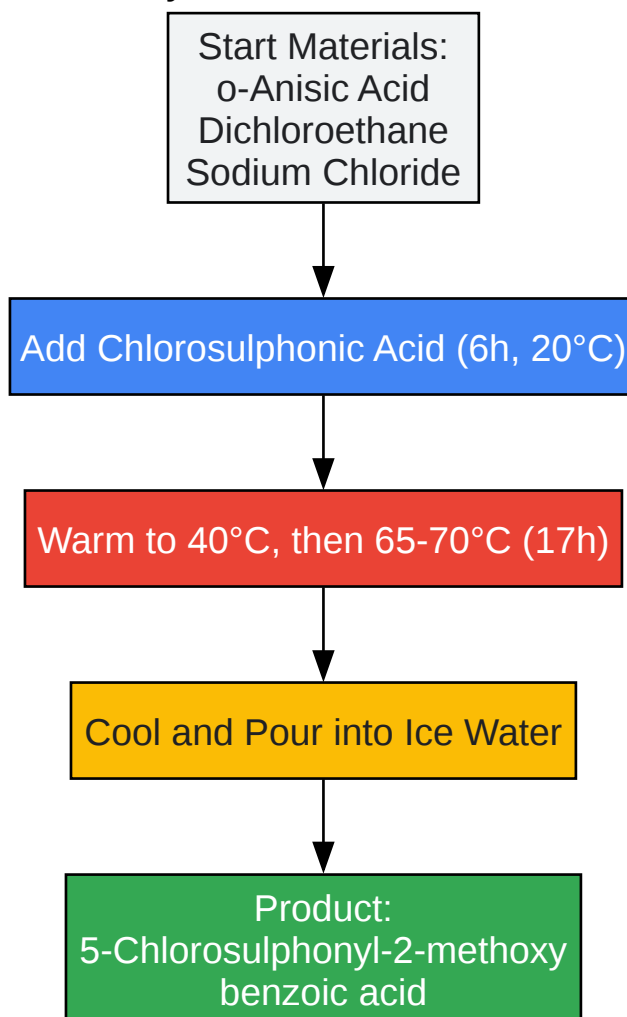 Start Materials:
o-Anisic Acid
Dichloroethane
Sodium Chloride
Add Chlorosulphonic Acid (6h, 20°C)
Warm to 40°C, then 65-70°C (17h)
Cool and Pour into Ice Water
Product:
5-Chlorosulphonyl-2-methoxy
benzoic acid